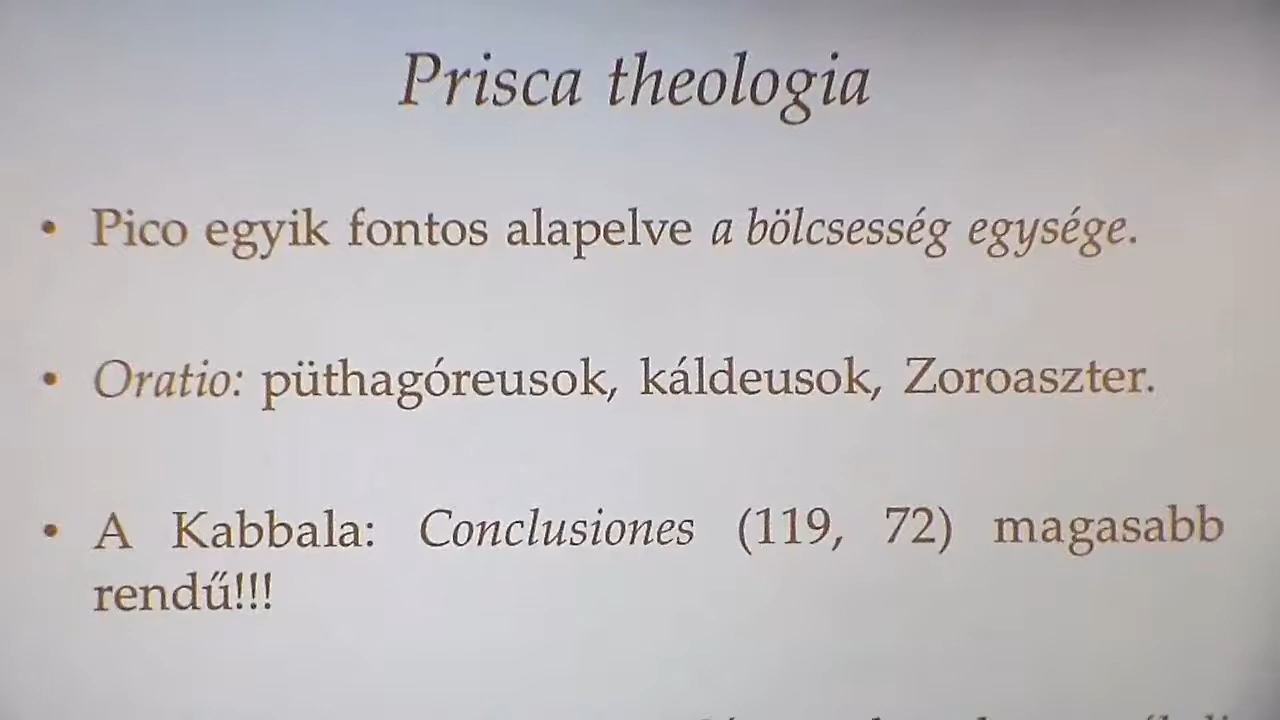 Prisca theologia
• Pico egyik fontos alapelve a bölcsesség egysége.
• Oratio: püthagóreusok, káldeusok, Zoroaszter.
• A Kabbala: Conclusiones (119, 72) magasabb
rendű!!!